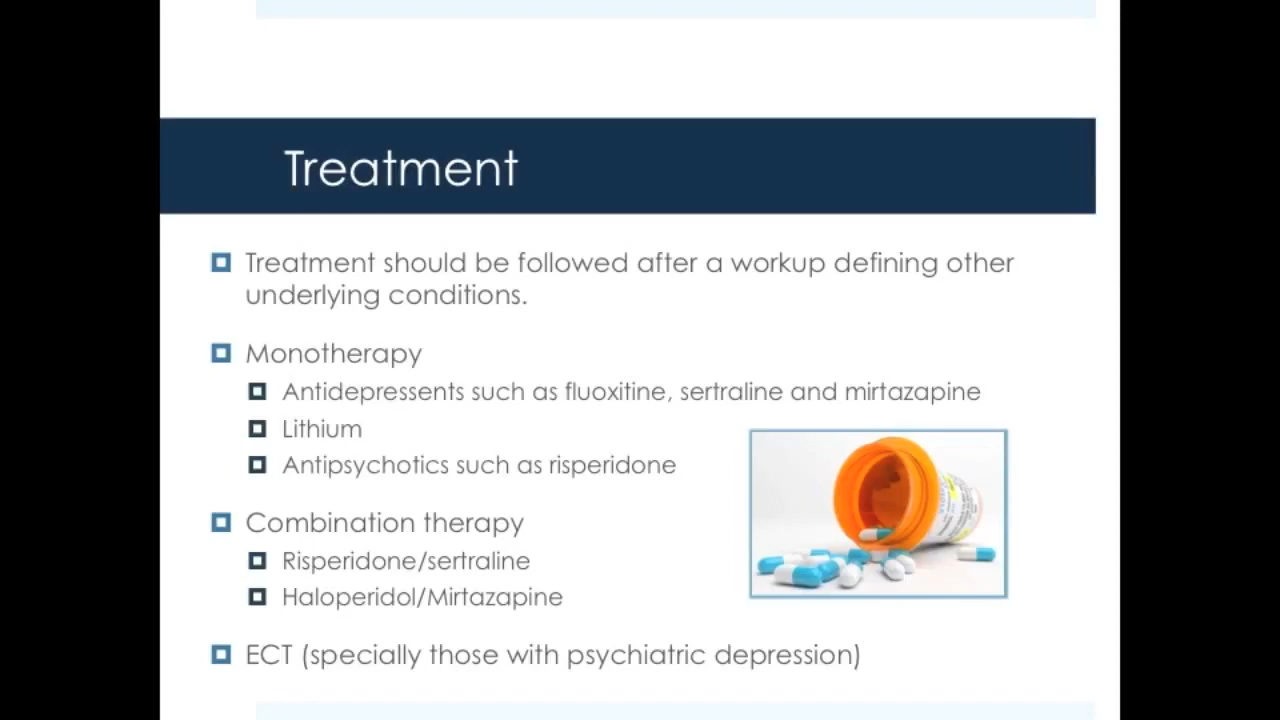 Treatment
Treatment should be followed after a workup defining other
underlying conditions.
Monotherapy
Antidepressents such as fluoxitine, sertraline and mirtazapine
Lithium
Antipsychotics such as risperidone
Combination therapy
Risperidone/sertraline
Haloperidol/Mirtazapine
ECT (specially those with psychiatric depression)